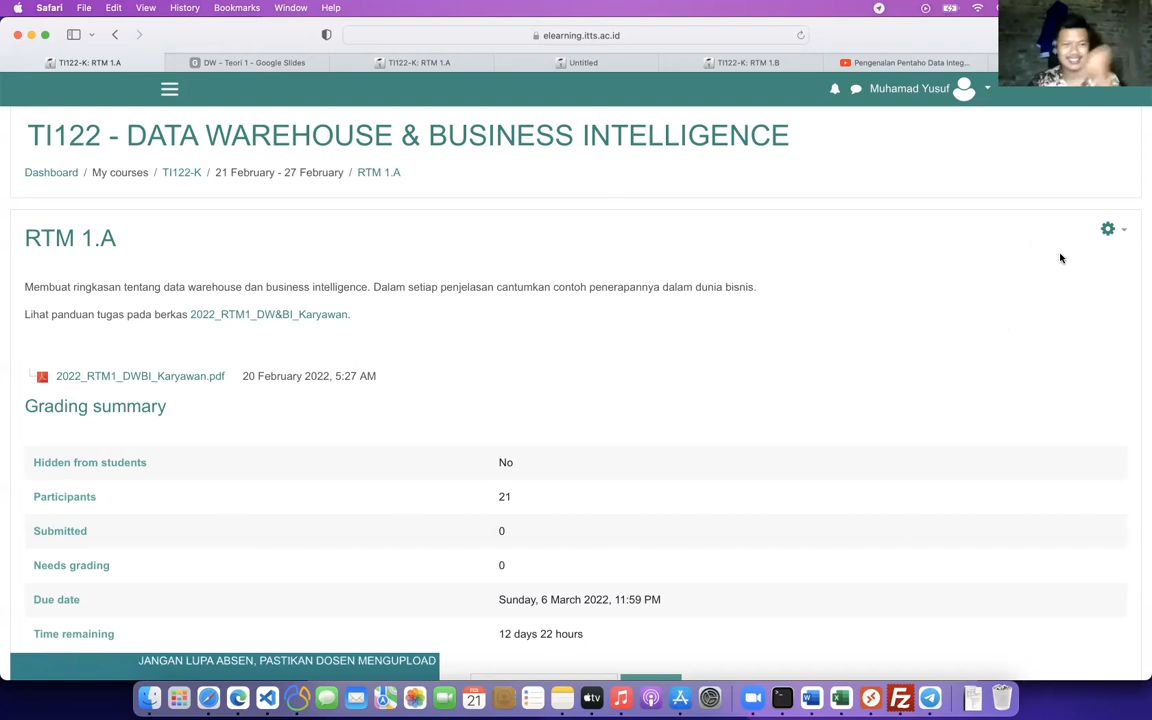 Safari File Edit View History Bookmarks Window Help
elearning.itts.ac.id
TI122-K: RTM 1.A
DW - Teori 1 - Google Slides
TI122-K: RTM 1.A
Untitled
TI122-K: RTM 1.B
Pengenalan Pentaho Data Integ...
Muhamad Yusuf
TI122 - DATA WAREHOUSE & BUSINESS INTELLIGENCE
Dashboard / My courses / TI122-K / 21 February - 27 February / RTM 1.A
RTM 1.A
Membuat ringkasan tentang data warehouse dan business intelligence. Dalam setiap penjelasan cantumkan contoh penerapannya dalam dunia bisnis.
Lihat panduan tugas pada berkas 2022_RTM1_DW&BI_Karyawan.
2022_RTM1_DWBI_Karyawan.pdf 20 February 2022, 5:27 AM
Grading summary
Hidden from students No
Participants 21
Submitted 0
Needs grading 0
Due date Sunday, 6 March 2022, 11:59 PM
Time remaining 12 days 22 hours
JANGAN LUPA ABSEN, PASTIKAN DOSEN MENGUPLOAD
21